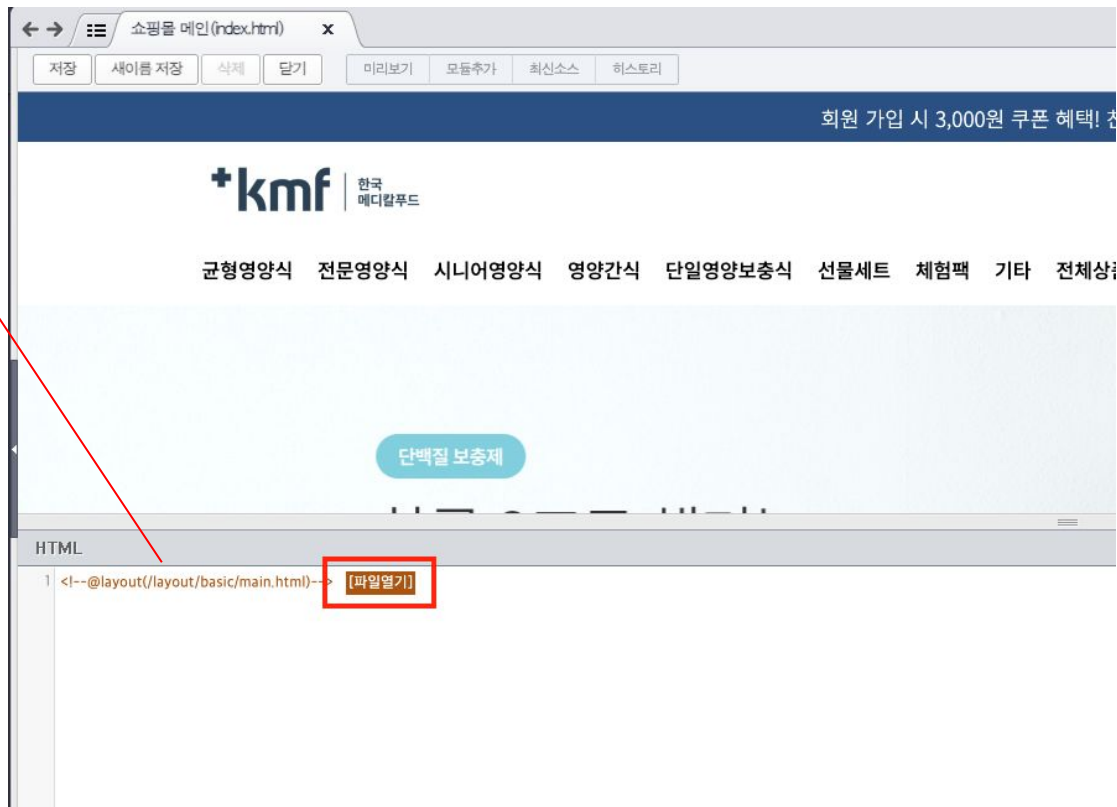 쇼핑몰 메인(index.html) x
저장 새이름 저장 삭제 닫기 미리보기 모듈추가 최신소스 히스토리
회원 가입 시 3,000원 쿠폰 혜택!
+kmf 한국
메디칼푸드
균형영양식 전문영양식 시니어영양식 영양간식 단일영양보충식 선물세트 체험팩 기타 전체상품
단백질 보충제
HTML
1 <!--@layout(/layout/basic/main.html)--> [파일열기]